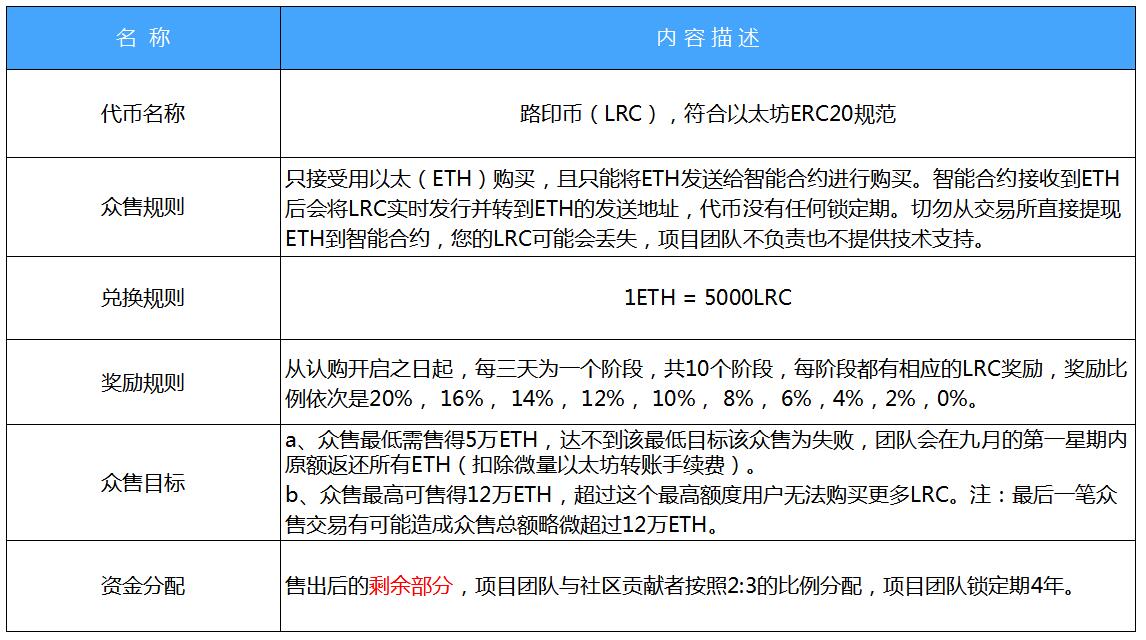 名 称
内 容 描 述
代币名称
路印币（LRC），符合以太坊ERC20规范
众售规则
只接受用以太（ETH）购买，且只能将ETH发送给智能合约进行购买。智能合约接收到ETH
后会将LRC实时发行并转到ETH的发送地址，代币没有任何锁定期。切勿从交易所直接提现
ETH到智能合约，您的LRC可能会丢失，项目团队不负责也不提供技术支持。
兑换规则
1ETH = 5000LRC
奖励规则
从认购开启之日起，每三天为一个阶段，共10个阶段，每阶段都有相应的LRC奖励，奖励比
例依次是20%， 16%， 14%， 12%， 10%， 8%， 6%，4%，2%，0%。
众售目标
a、众售最低需售得5万ETH，达不到该最低目标该众售为失败，团队会在九月的第一星期内
原额返还所有ETH（扣除微量以太坊转账手续费）。
b、众售最高可售得12万ETH，超过这个最高额度用户无法购买更多LRC。注：最后一笔众
售交易有可能造成众售总额略微超过12万ETH。
资金分配
售出后的剩余部分，项目团队与社区贡献者按照2:3的比例分配，项目团队锁定期4年。